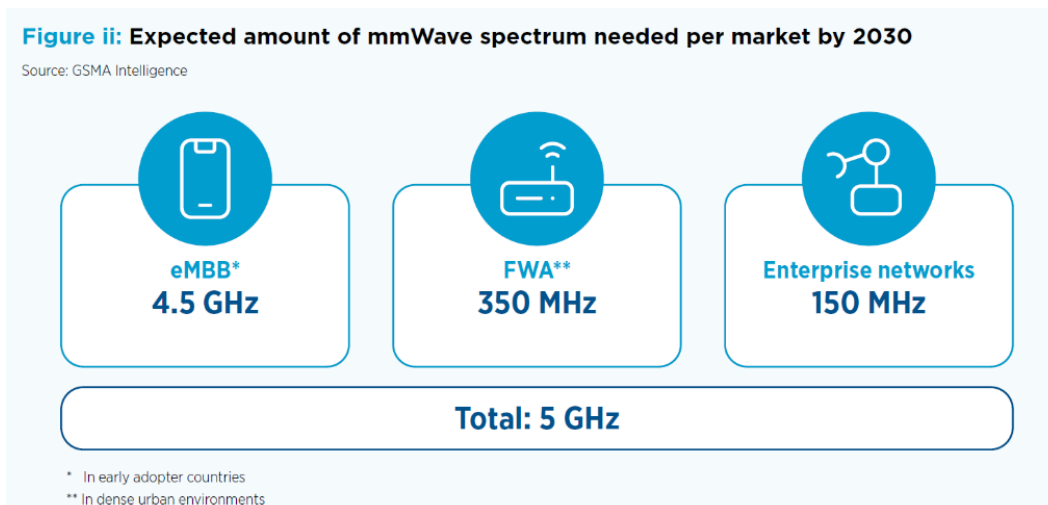 Figure ii: Expected amount of mmWave spectrum needed per market by 2030
Source: GSMA Intelligence
eMBB*
4.5 GHz
FWA**
350 MHz
Enterprise networks
150 MHz
Total: 5 GHz
* In early adopter countries
** In dense urban environments